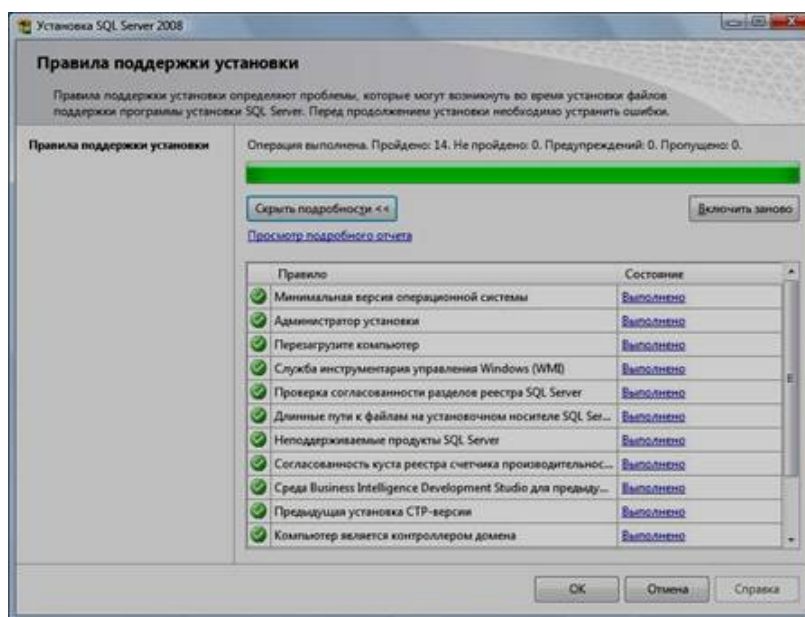 Установка SQL Server 2008
Правила поддержки установки
Правила поддержки установки определяют проблемы, которые могут возникнуть во время установки файлов
поддержки программы установки SQL Server. Перед продолжением установки необходимо устранить ошибки.
Правила поддержки установки
Операция выполнена. Пройдено: 14. Не пройдено: 0. Предупреждений: 0. Пропущено: 0.
Скрыть подробности <<
Включить заново
Просмотр подробного отчета
Правило Состояние
Минимальная версия операционной системы Выполнено
Администратор установки Выполнено
Перезагрузите компьютер Выполнено
Служба инструментария управления Windows (WMI) Выполнено
Проверка согласованности разделов реестра SQL Server Выполнено
Длинные пути к файлам на установочном носителе SQL Ser... Выполнено
Неподдерживаемые продукты SQL Server Выполнено
Согласованность куста реестра счетчика производительнос... Выполнено
Среда Business Intelligence Development Studio для предыду... Выполнено
Предыдущая установка CTP-версии Выполнено
Компьютер является контроллером домена Выполнено
ОК Отмена Справка